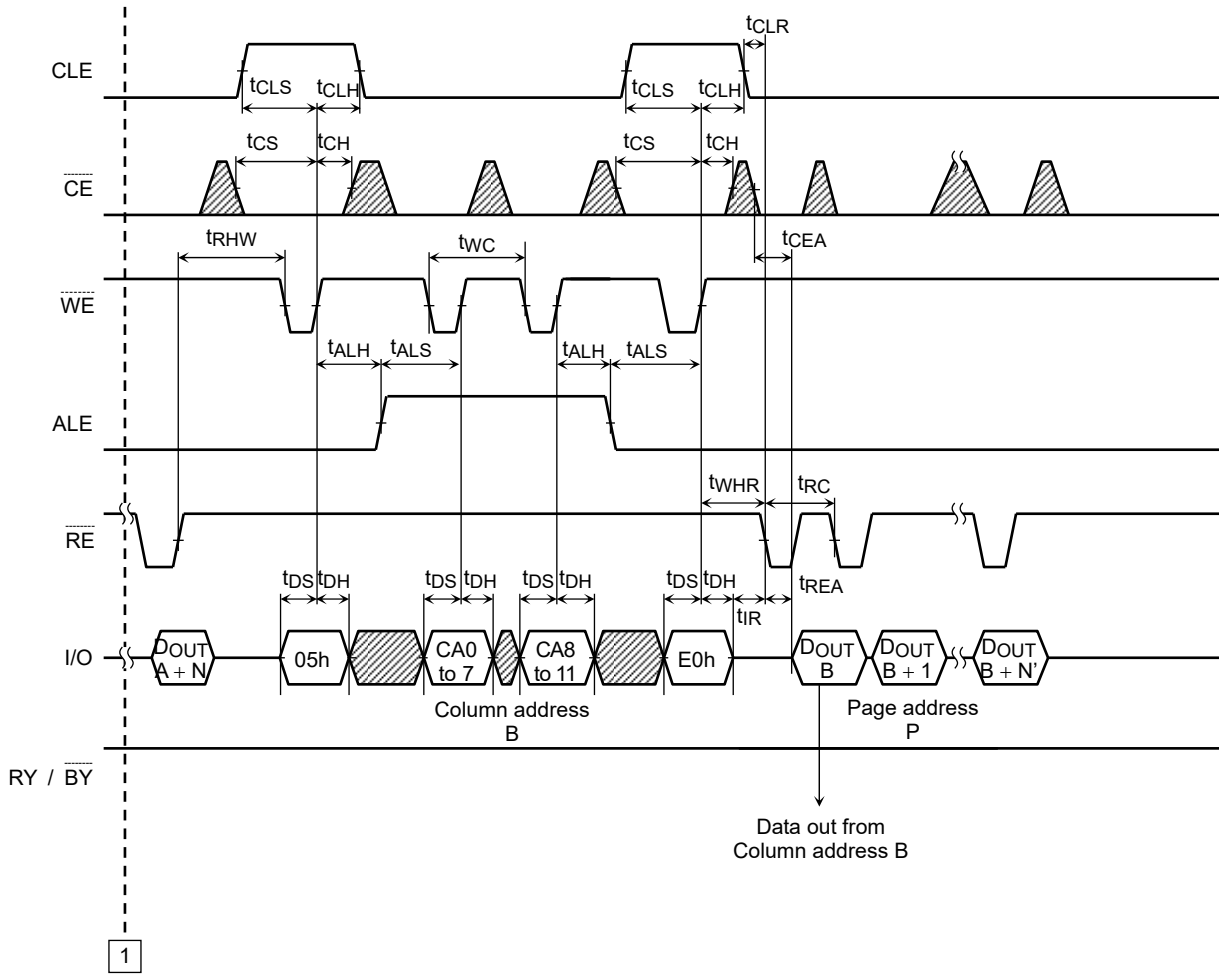 tCLR
CLE
tCLS tCLH tCLS tCLH
tCS tCH tCS tCH
CE
tRHW tWC tCEA
WE
tALH tALS tALH tALS
ALE
tWHR tRC
RE
tDS tDH tDS tDH tDS tDH tDS tDH tIR tREA
I/O
DOUT A + N
05h
CA0 to 7
CA8 to 11
E0h
DOUT B
DOUT B + 1
DOUT B + N’
Column address
B
Page address
P
RY / BY
Data out from
Column address B
1